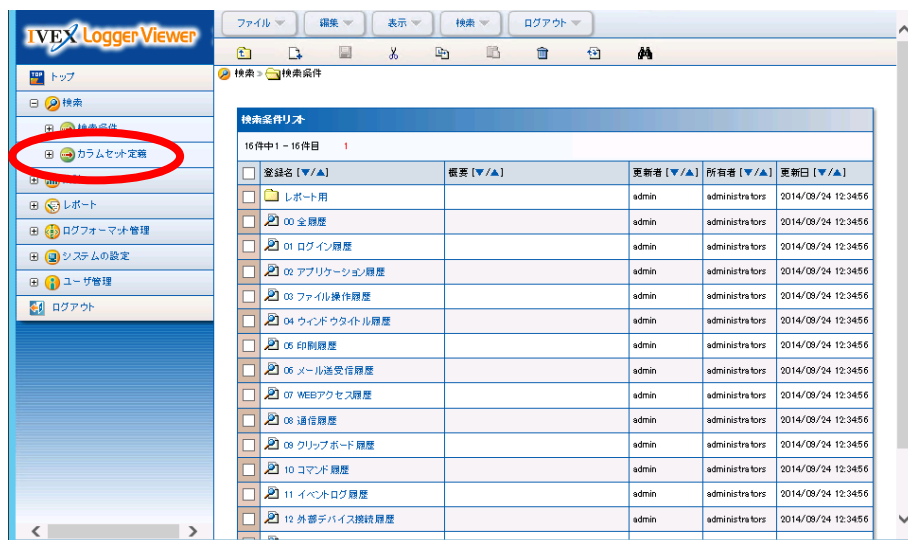 IVEX Logger Viewer
ファイル
編集
表示
検索
ログアウト
検索 > 検索条件
TOP トップ
検索
検索条件
カラムセット定義
レポート
ログフォーマット管理
システムの設定
ユーザ管理
ログアウト
検索条件リスト
16件中1 - 16件目 1
登録名 [▼/▲] 概要 [▼/▲] 更新者 [▼/▲] 所有者 [▼/▲] 更新日 [▼/▲]
レポート用 admin administrators 2014/09/24 12:34:56
00 全履歴 admin administrators 2014/09/24 12:34:56
01 ログイン履歴 admin administrators 2014/09/24 12:34:56
02 アプリケーション履歴 admin administrators 2014/09/24 12:34:56
03 ファイル操作履歴 admin administrators 2014/09/24 12:34:56
04 ウィンドウタイトル履歴 admin administrators 2014/09/24 12:34:56
05 印刷履歴 admin administrators 2014/09/24 12:34:56
06 メール送受信履歴 admin administrators 2014/09/24 12:34:56
07 WEBアクセス履歴 admin administrators 2014/09/24 12:34:56
08 通信履歴 admin administrators 2014/09/24 12:34:56
09 クリップボード履歴 admin administrators 2014/09/24 12:34:56
10 コマンド履歴 admin administrators 2014/09/24 12:34:56
11 イベントログ履歴 admin administrators 2014/09/24 12:34:56
12 外部デバイス接続履歴 admin administrators 2014/09/24 12:34:56